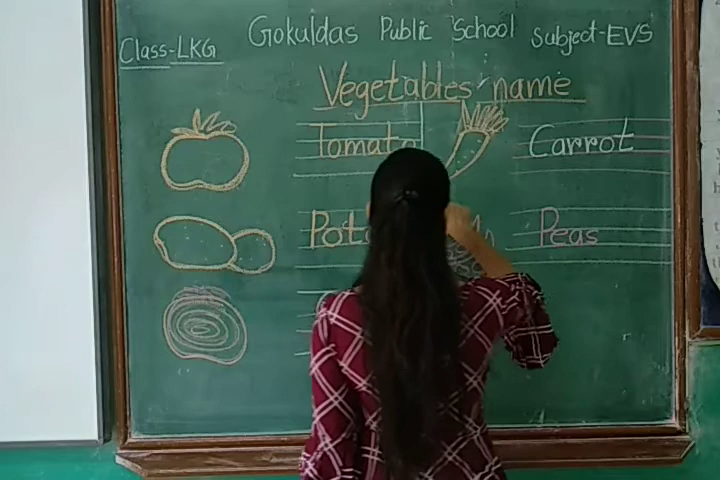 Gokuldas Public School
Class-LKG
Subject-EVS
Vegetables name
Tomato
Carrot
Peas